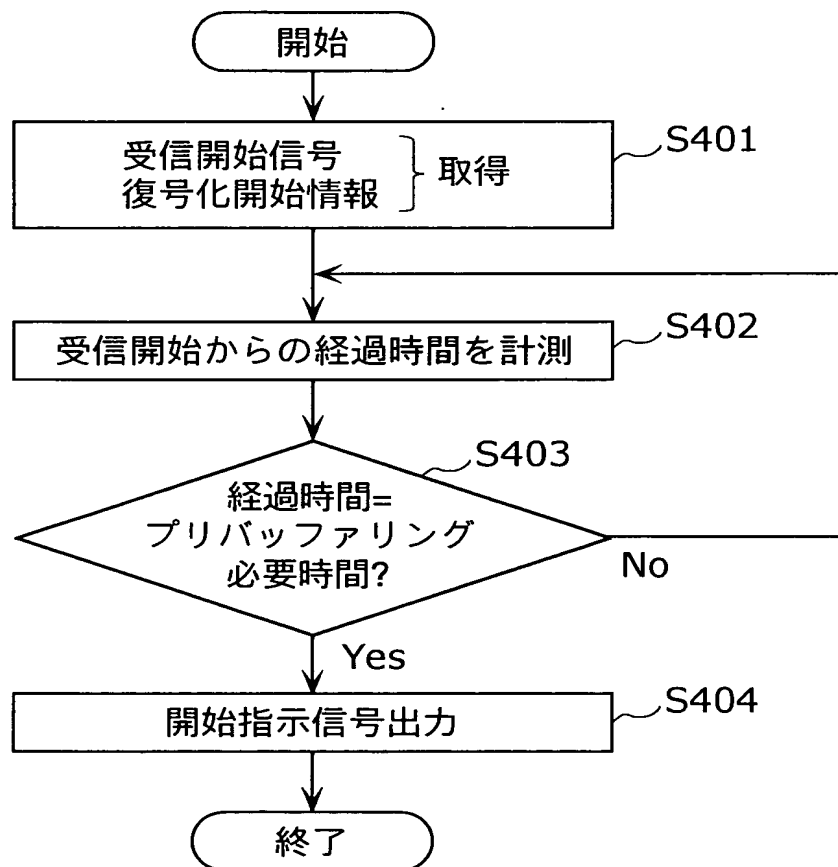 開始
S401
受信開始信号
復号化開始情報
取得
S402
受信開始からの経過時間を計測
S403
経過時間=
プリバッファリング
必要時間?
No
Yes
S404
開始指示信号出力
終了